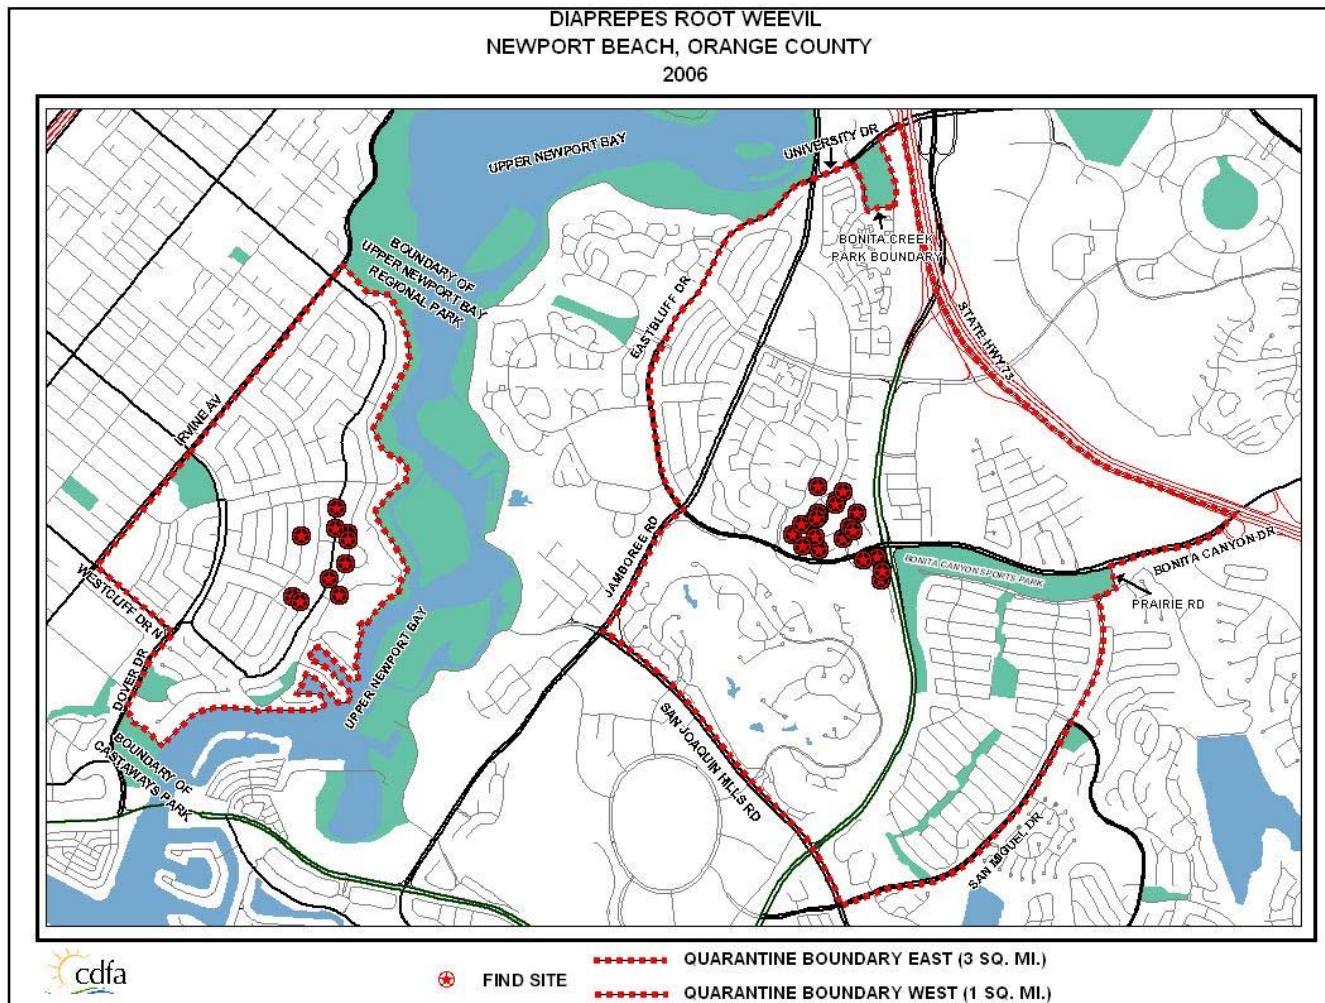 DIAPREPES ROOT WEEVIL
NEWPORT BEACH, ORANGE COUNTY
2006
UNIVERSITY DR
UPPER NEWPORT BAY
BONITA CREEK
PARK BOUNDARY
BOUNDARY OF
UPPER NEWPORT BAY
REGIONAL PARK
EASTBLUFF DR
STATE HWY 73
IRVINE AV
JAMBOREE RD
BONITA CANYON SPORTS PARK
BONITA CANYON DR
PRAIRIE RD
WESTCLIFF DR N
DOVER DR
UPPER NEWPORT BAY
BOUNDARY OF
CASTAWAYS PARK
SAN JOAQUIN HILLS RD
SAN MIGUEL DR
cdfa
FIND SITE
QUARANTINE BOUNDARY EAST (3 SQ. MI.)
QUARANTINE BOUNDARY WEST (1 SQ. MI.)